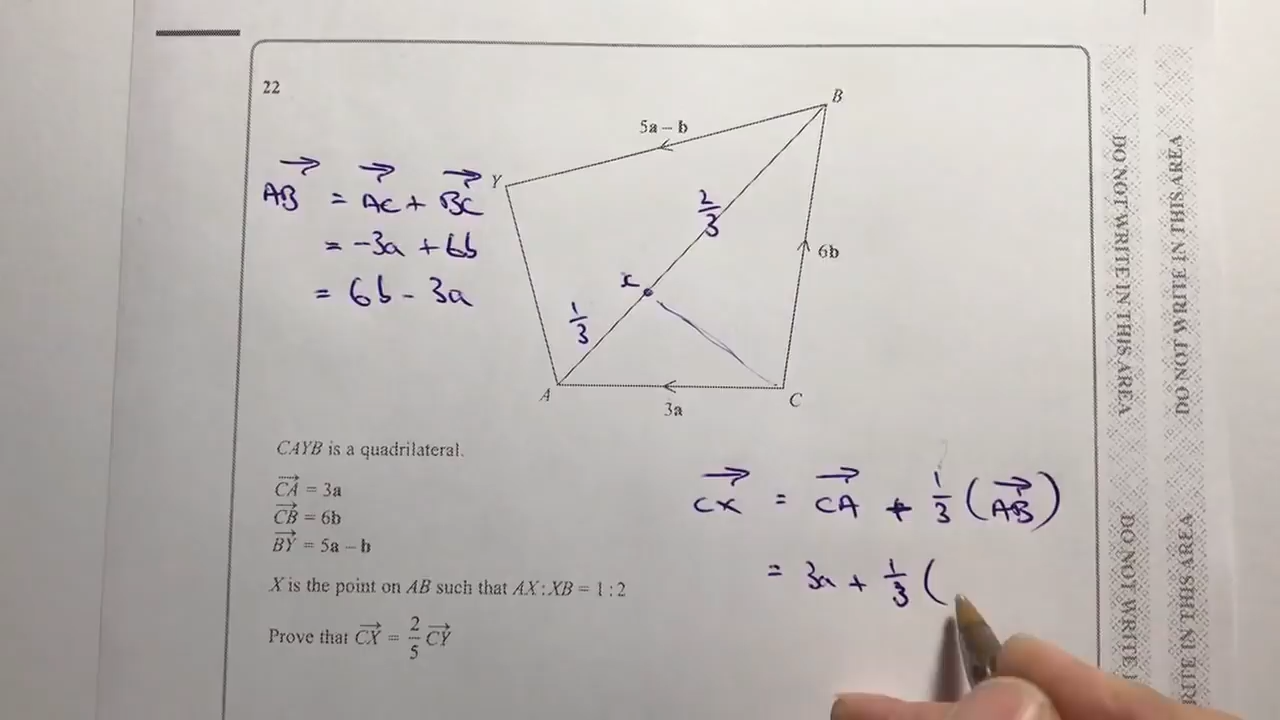 22
B
5a – b
Y
→ → →
AB = AC + BC
2/3
= -3a + 6b
6b
x
= 6b - 3a
1/3
A
C
3a
CAYB is a quadrilateral.
→
CA = 3a
→
CB = 6b
→
BY = 5a – b
X is the point on AB such that AX : XB = 1 : 2
→ →
Prove that CX = 2/5 CY
→ → →
CX = CA + 1/3 (AB)
= 3a + 1/3 (
DO NOT WRITE IN THIS AREA
DO NOT WRITE IN THIS AREA
DO NOT WRITE
RITE IN THIS AREA